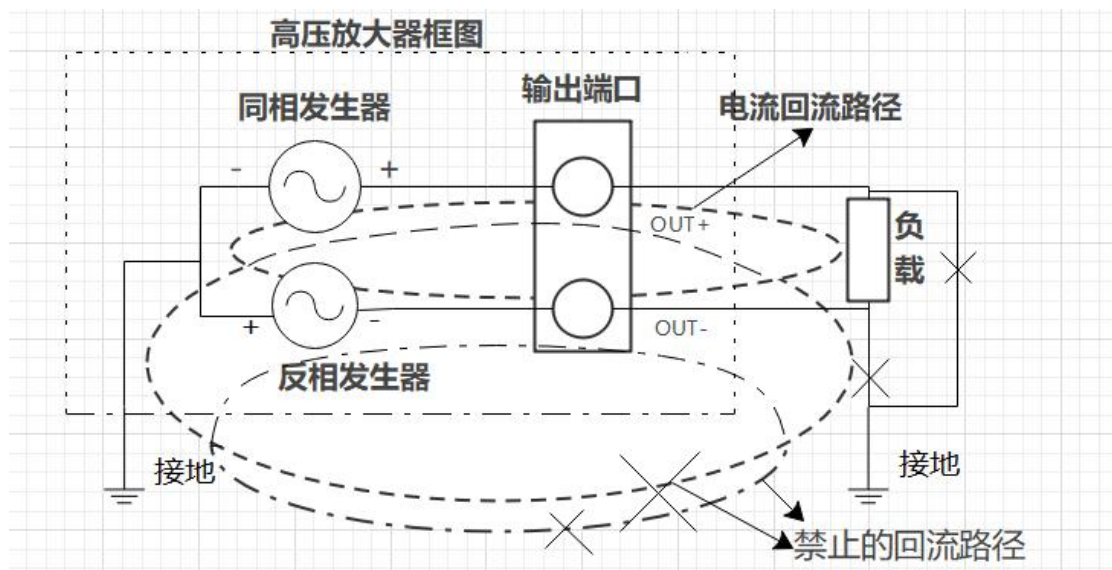 高压放大器框图
输出端口
同相发生器
电流回流路径
- +
OUT+
负
载
OUT-
+ -
反相发生器
接地
接地
禁止的回流路径